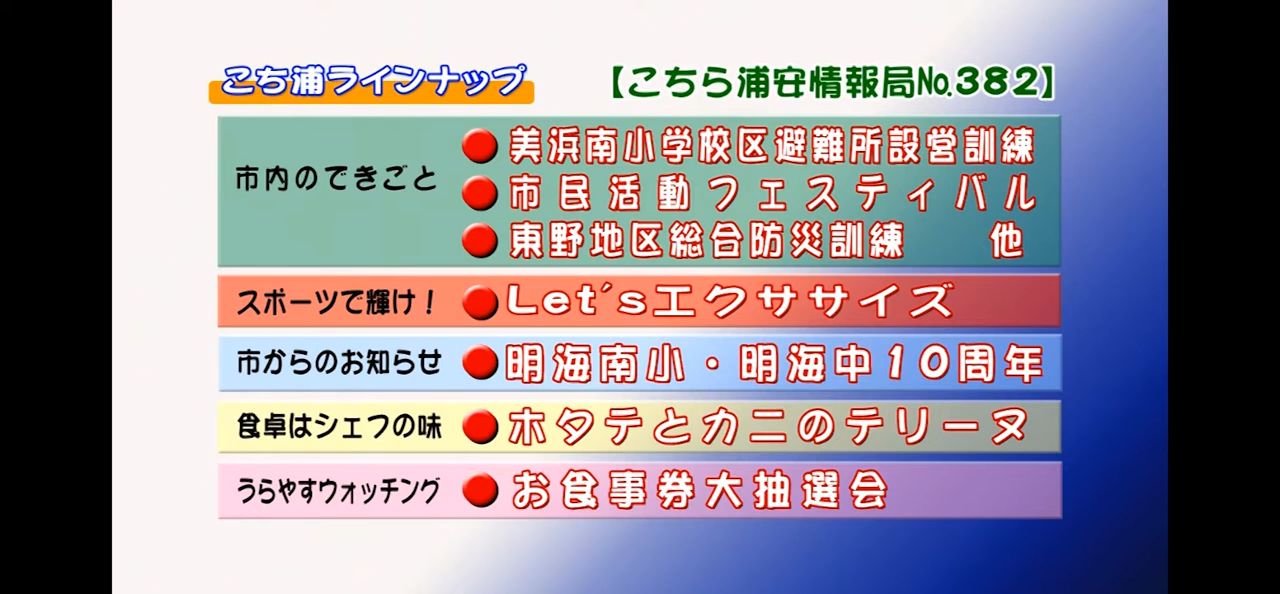 こち浦ラインナップ 【こちら浦安情報局No.382】
市内のできごと
●美浜南小学校区避難所設営訓練
●市民活動フェスティバル
●東野地区総合防災訓練 他
スポーツで輝け! ●Let'sエクササイズ
市からのお知らせ ●明海南小・明海中10周年
食卓はシェフの味 ●ホタテとカニのテリーヌ
うらやすウォッチング ●お食事券大抽選会